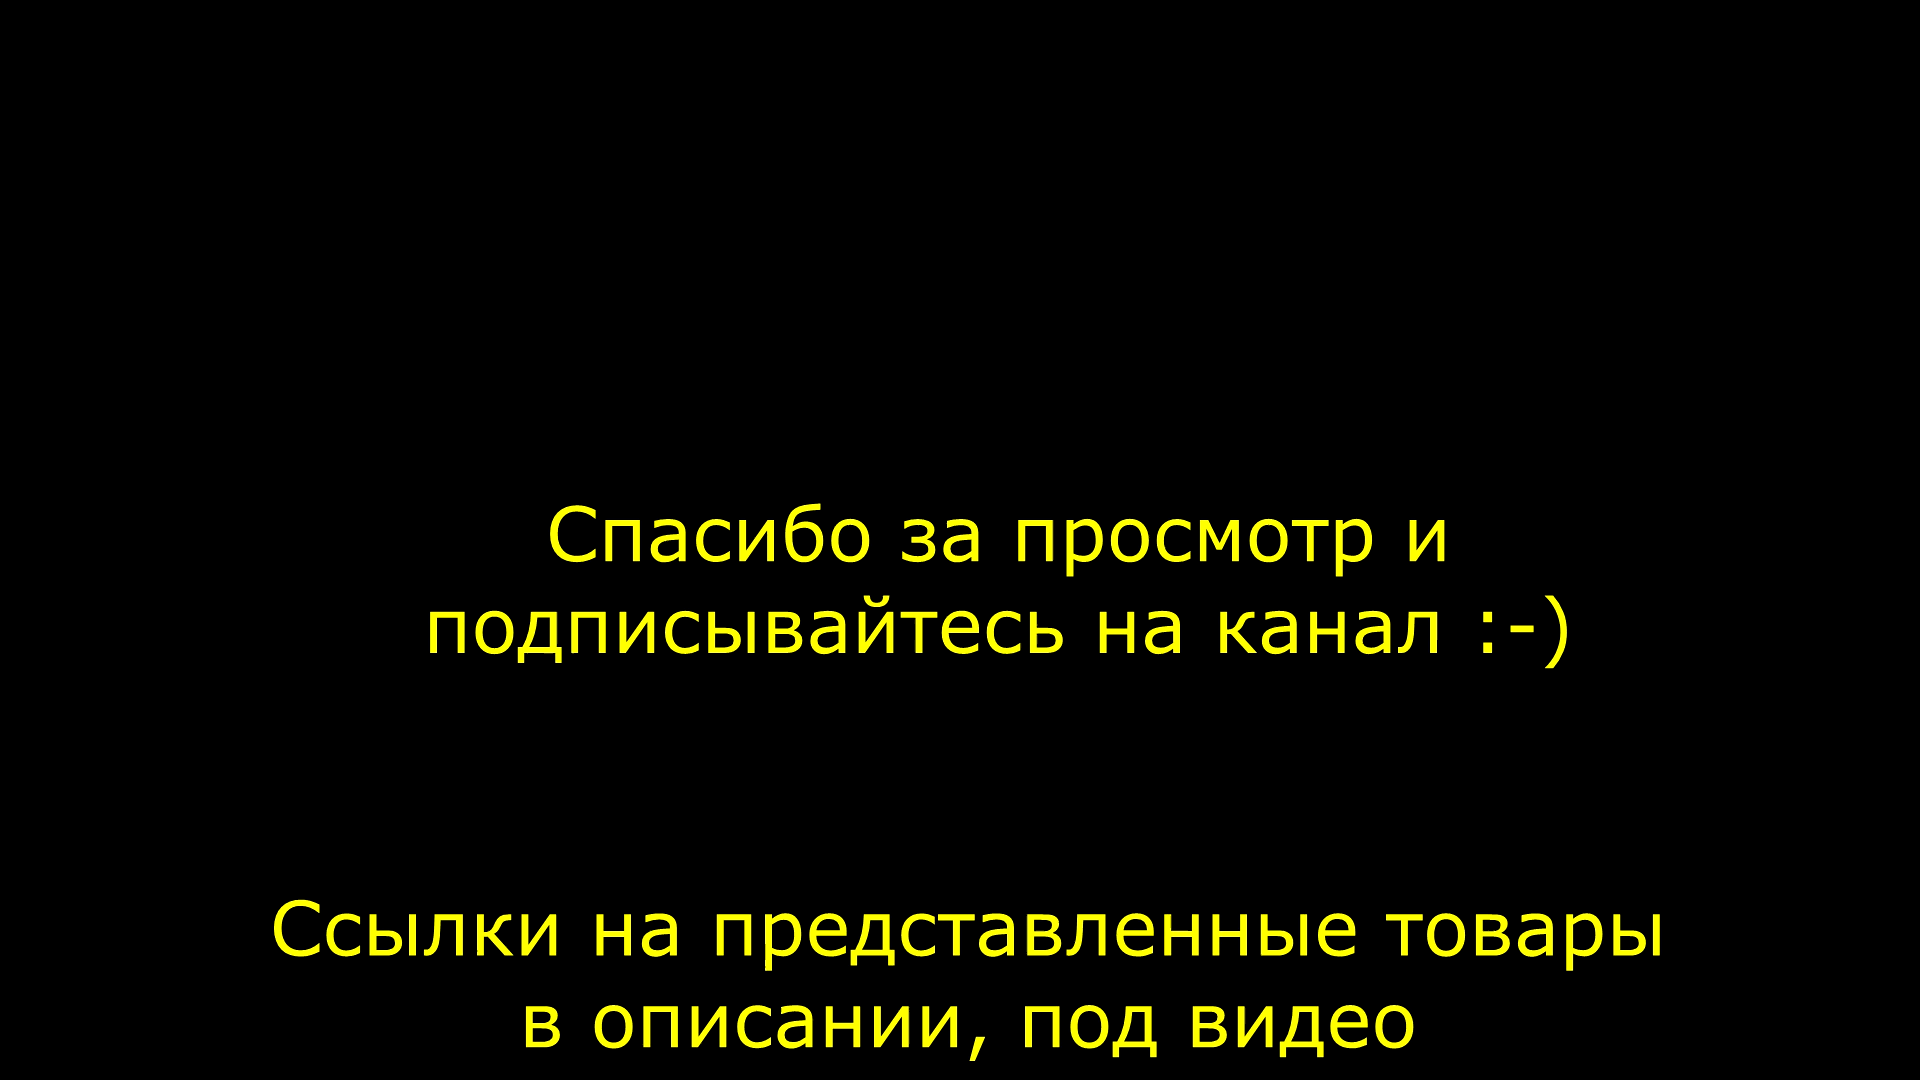 Спасибо за просмотр и
подписывайтесь на канал :-)
Ссылки на представленные товары
в описании, под видео